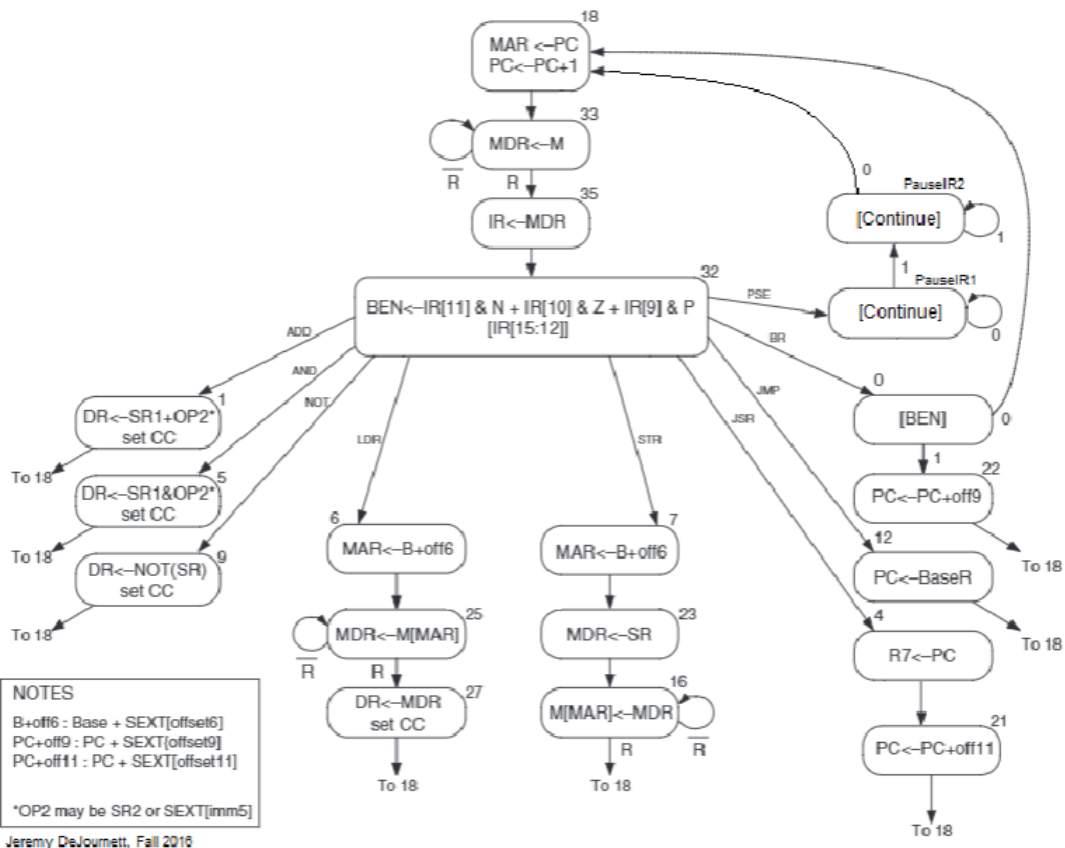 18
MAR <–PC
PC<–PC+1
33
MDR<–M
R
R
35
IR<–MDR
32
BEN<–IR[11] & N + IR[10] & Z + IR[9] & P
[IR[15:12]]
0
PauseIR2
[Continue]
1
1
PauseIR1
[Continue]
0
PSE
BR
JMP
JSR
ADD
AND
NOT
LDR
STR
1
DR<–SR1+OP2*
set CC
To 18
5
DR<–SR1&OP2*
set CC
To 18
9
DR<–NOT(SR)
set CC
To 18
6
MAR<–B+off6
25
MDR<–M[MAR]
R
R
27
DR<–MDR
set CC
To 18
7
MAR<–B+off6
23
MDR<–SR
16
M[MAR]<–MDR
R
R
To 18
0
[BEN]
0
1
22
PC<–PC+off9
To 18
12
PC<–BaseR
To 18
4
R7<–PC
21
PC<–PC+off11
To 18
NOTES
B+off6 : Base + SEXT[offset6]
PC+off9 : PC + SEXT[offset9]
PC+off11 : PC + SEXT[offset11]
*OP2 may be SR2 or SEXT[imm5]
Jeremy DeJournett, Fall 2016